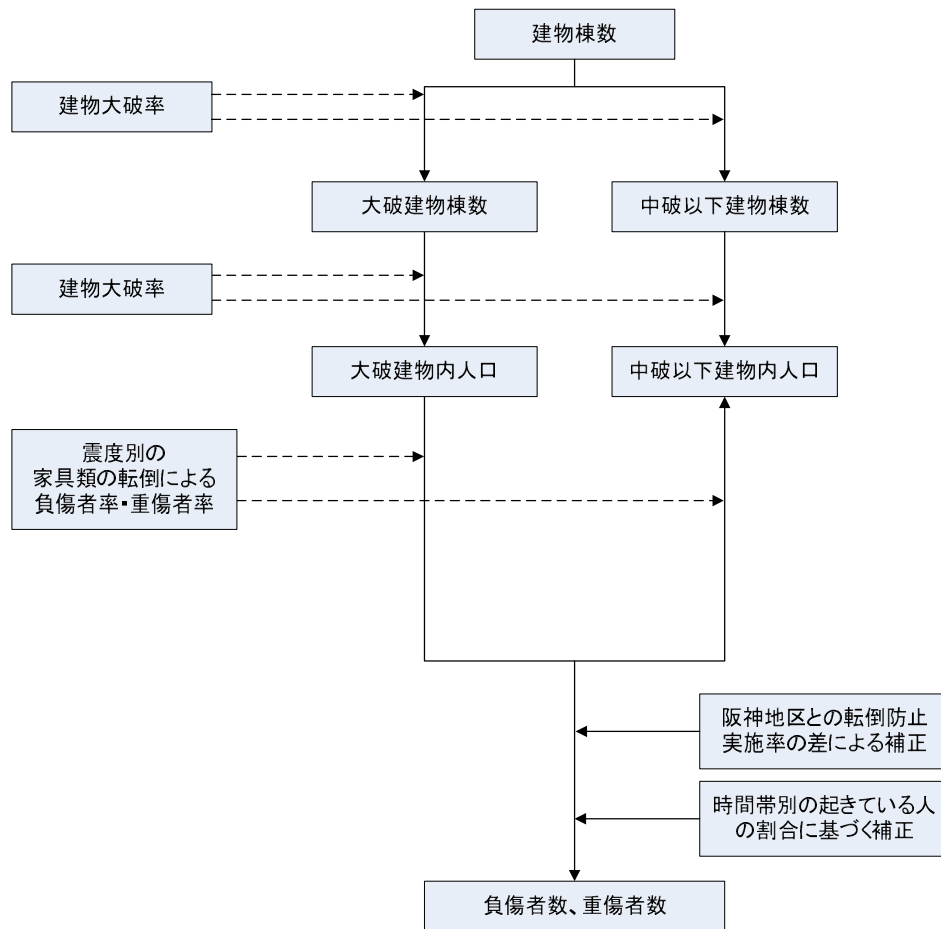 建物棟数
建物大破率
大破建物棟数
中破以下建物棟数
建物大破率
大破建物内人口
中破以下建物内人口
震度別の
家具類の転倒による
負傷者率・重傷者率
阪神地区との転倒防止
実施率の差による補正
時間帯別の起きている人
の割合に基づく補正
負傷者数、重傷者数